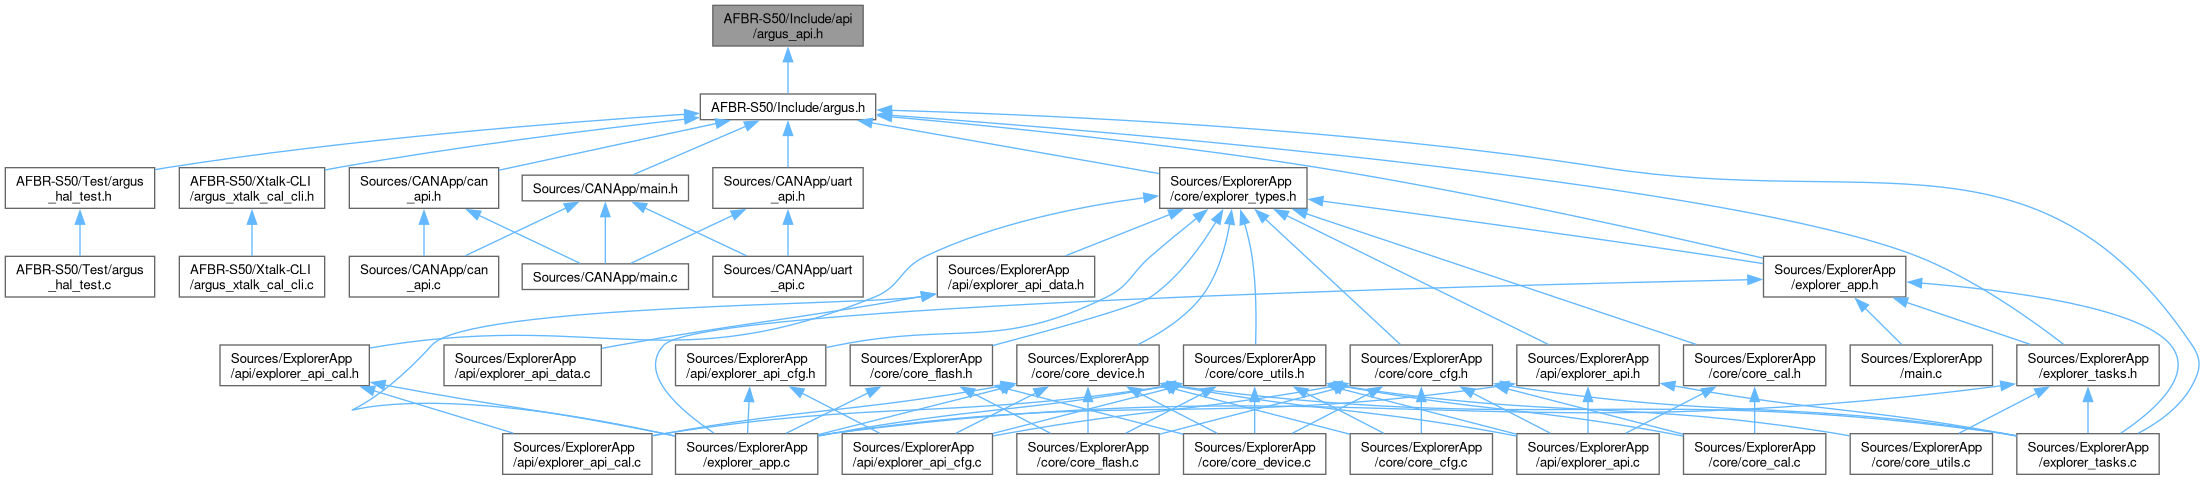 AFBR-S50/Include/api
/argus_api.h
AFBR-S50/Include/argus.h
AFBR-S50/Test/argus
_hal_test.h
AFBR-S50/Xtalk-CLI
/argus_xtalk_cal_cli.h
Sources/CANApp/can
_api.h
Sources/CANApp/main.h
Sources/CANApp/uart
_api.h
Sources/ExplorerApp
/core/explorer_types.h
AFBR-S50/Test/argus
_hal_test.c
AFBR-S50/Xtalk-CLI
/argus_xtalk_cal_cli.c
Sources/CANApp/can
_api.c
Sources/CANApp/main.c
Sources/CANApp/uart
_api.c
Sources/ExplorerApp
/api/explorer_api_data.h
Sources/ExplorerApp
/explorer_app.h
Sources/ExplorerApp
/api/explorer_api_cal.h
Sources/ExplorerApp
/api/explorer_api_data.c
Sources/ExplorerApp
/api/explorer_api_cfg.h
Sources/ExplorerApp
/core/core_flash.h
Sources/ExplorerApp
/core/core_device.h
Sources/ExplorerApp
/core/core_utils.h
Sources/ExplorerApp
/core/core_cfg.h
Sources/ExplorerApp
/api/explorer_api.h
Sources/ExplorerApp
/core/core_cal.h
Sources/ExplorerApp
/main.c
Sources/ExplorerApp
/explorer_tasks.h
Sources/ExplorerApp
/api/explorer_api_cal.c
Sources/ExplorerApp
/explorer_app.c
Sources/ExplorerApp
/api/explorer_api_cfg.c
Sources/ExplorerApp
/core/core_flash.c
Sources/ExplorerApp
/core/core_device.c
Sources/ExplorerApp
/core/core_cfg.c
Sources/ExplorerApp
/api/explorer_api.c
Sources/ExplorerApp
/core/core_cal.c
Sources/ExplorerApp
/core/core_utils.c
Sources/ExplorerApp
/explorer_tasks.c